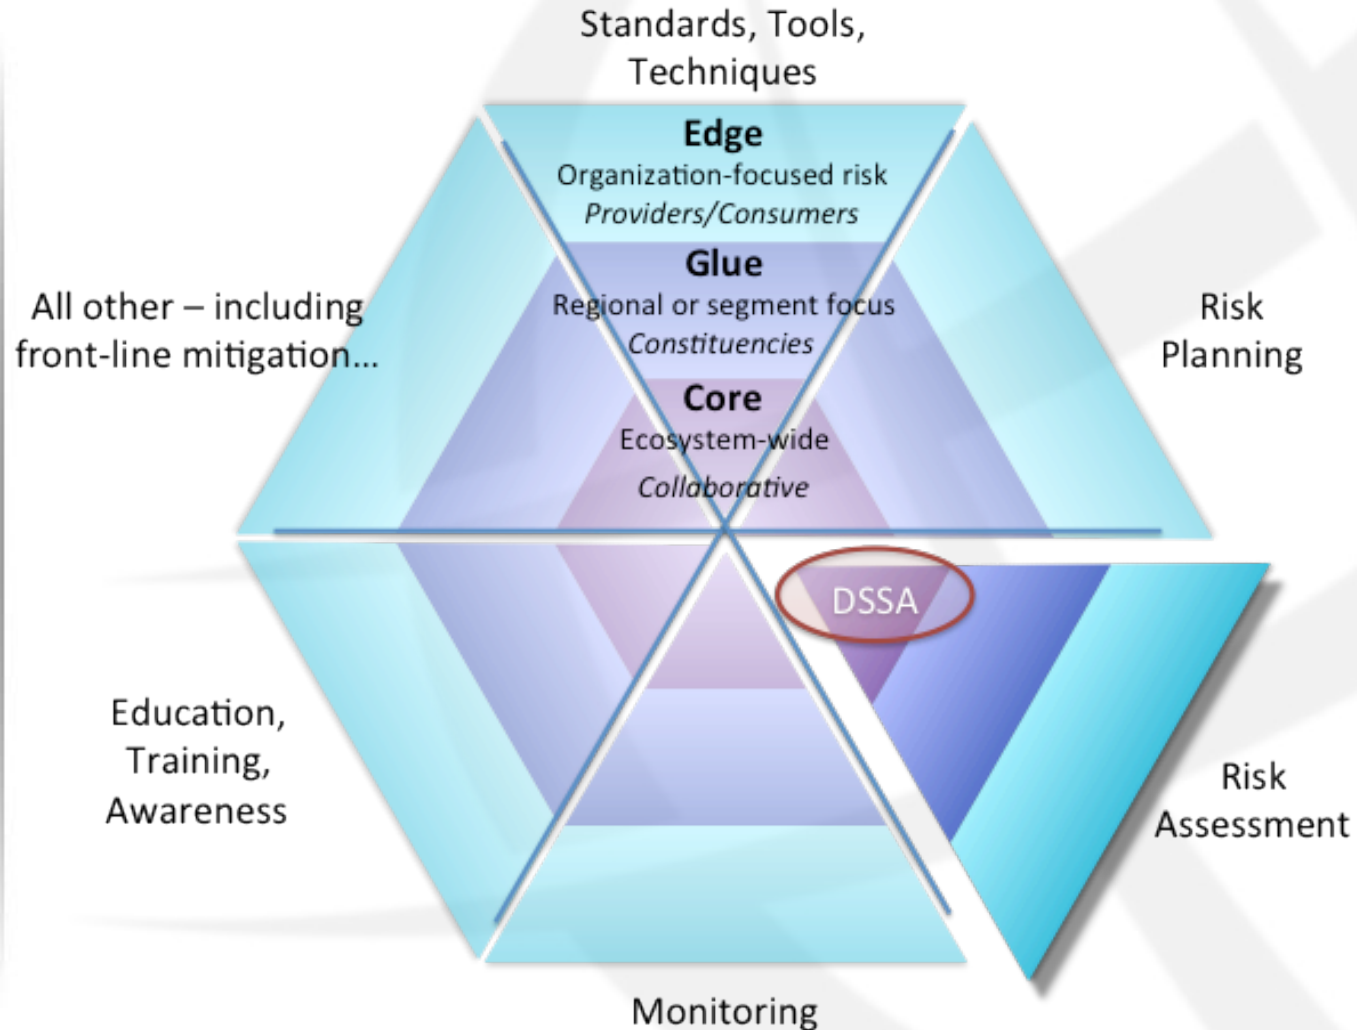 Standards, Tools,
Techniques
Edge
Organization-focused risk
Providers/Consumers
Glue
Regional or segment focus
Constituencies
Core
Ecosystem-wide
Collaborative
All other – including
front-line mitigation...
Risk
Planning
DSSA
Education,
Training,
Awareness
Risk
Assessment
Monitoring